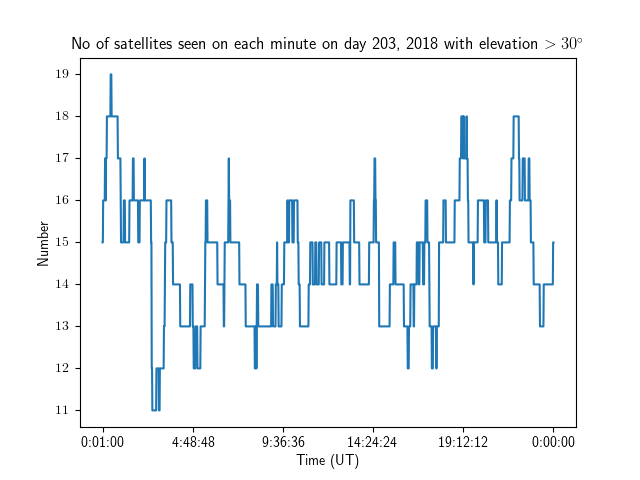 No of satellites seen on each minute on day 203, 2018 with elevation > 30°
19
18
17
16
15
14
13
12
11
Number
0:01:00 4:48:48 9:36:36 14:24:24 19:12:12 0:00:00
Time (UT)